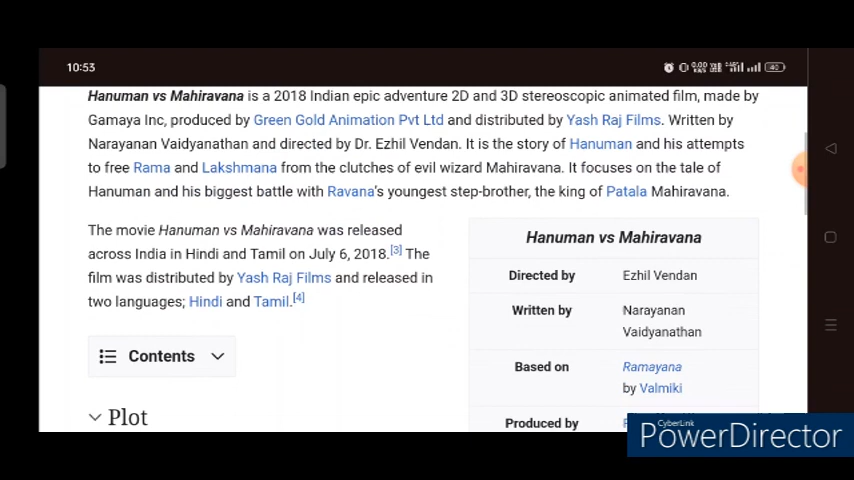 10:53
40
Hanuman vs Mahiravana is a 2018 Indian epic adventure 2D and 3D stereoscopic animated film, made by
Gamaya Inc, produced by Green Gold Animation Pvt Ltd and distributed by Yash Raj Films. Written by
Narayanan Vaidyanathan and directed by Dr. Ezhil Vendan. It is the story of Hanuman and his attempts
to free Rama and Lakshmana from the clutches of evil wizard Mahiravana. It focuses on the tale of
Hanuman and his biggest battle with Ravana's youngest step-brother, the king of Patala Mahiravana.
The movie Hanuman vs Mahiravana was released
across India in Hindi and Tamil on July 6, 2018.[3] The
film was distributed by Yash Raj Films and released in
two languages; Hindi and Tamil.[4]
Contents
Plot
Hanuman vs Mahiravana
Directed by Ezhil Vendan
Written by Narayanan
Vaidyanathan
Based on Ramayana
by Valmiki
Produced by
CyberLink
PowerDirector